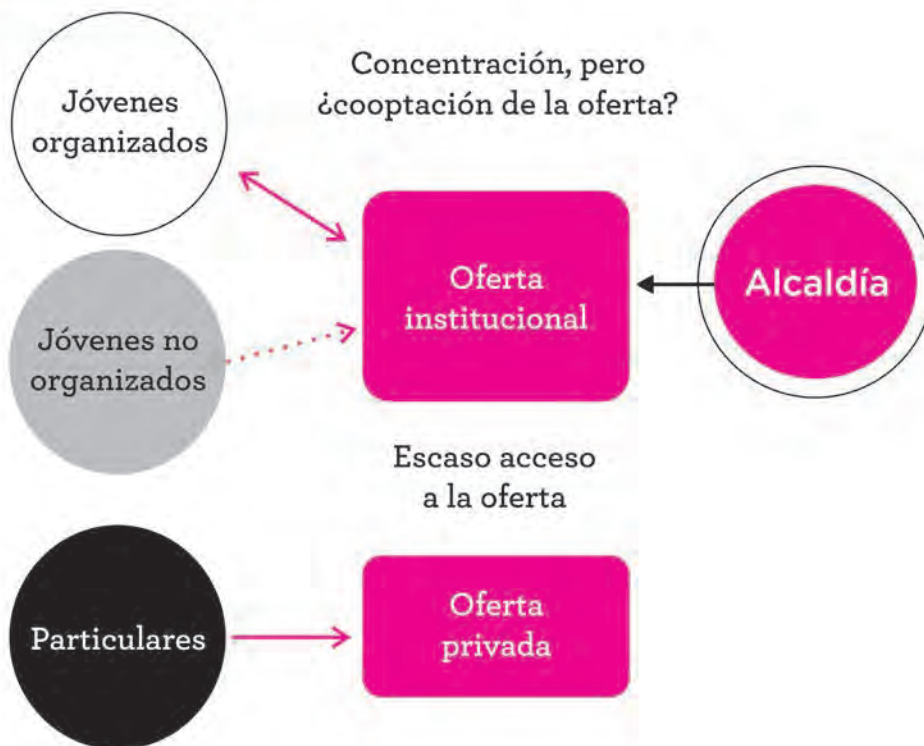 Concentración, pero
¿cooptación de la oferta?
Jóvenes
organizados
Oferta
institucional
Alcaldía
Jóvenes no
organizados
Escaso acceso
a la oferta
Particulares
Oferta
privada